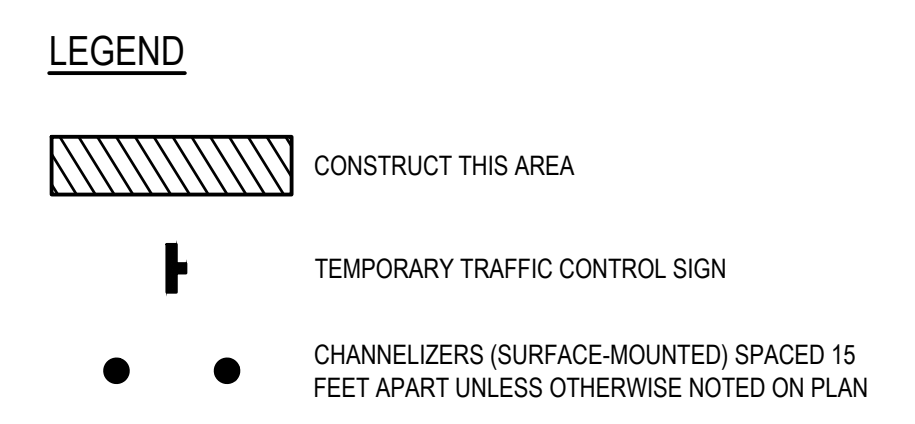 LEGEND
CONSTRUCT THIS AREA
TEMPORARY TRAFFIC CONTROL SIGN
CHANNELIZERS (SURFACE-MOUNTED) SPACED 15
FEET APART UNLESS OTHERWISE NOTED ON PLAN